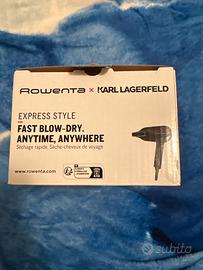 Rowenta × KARL LAGERFELD
EXPRESS STYLE
FAST BLOW-DRY.
ANYTIME, ANYWHERE
Séchage rapide. Sèche-cheveux de voyage
www.rowenta.com
subito